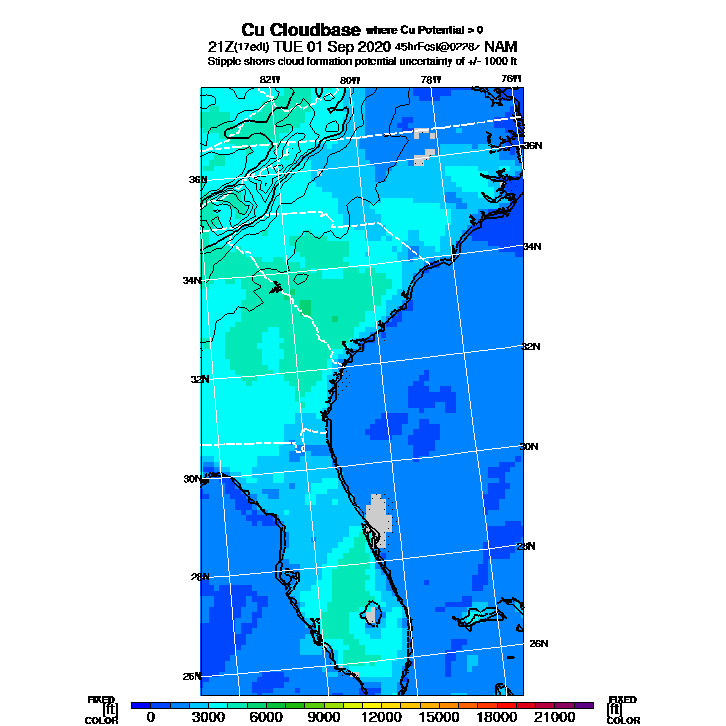 Cu Cloudbase where Cu Potential > 0
21Z(17edt) TUE 01 Sep 2020 45hrFcst@0228z NAM
Stipple shows cloud formation potential uncertainty of +/- 1000 ft
82W 80W 78W 76W
36N
36N
34N
34N
32N
32N
30N
30N
28N
28N
26N
26N
FIXED FIXED
[ft] [ft]
COLOR 0 3000 6000 9000 12000 15000 18000 21000 COLOR